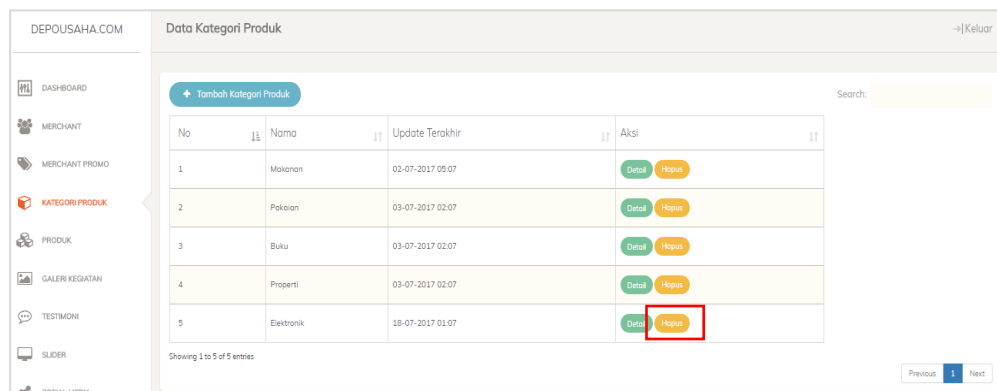 DEPOUSAHA.COM
Data Kategori Produk
Keluar
DASHBOARD
MERCHANT
MERCHANT PROMO
KATEGORI PRODUK
PRODUK
GALERI KEGIATAN
TESTIMONI
SLIDER
+ Tambah Kategori Produk
Search:
No Nama Update Terakhir Aksi
1 Makanan 02-07-2017 05:07 Detail Hapus
2 Pakaian 03-07-2017 02:07 Detail Hapus
3 Buku 03-07-2017 02:07 Detail Hapus
4 Properti 03-07-2017 02:07 Detail Hapus
5 Elektronik 18-07-2017 01:07 Detail Hapus
Showing 1 to 5 of 5 entries
Previous 1 Next